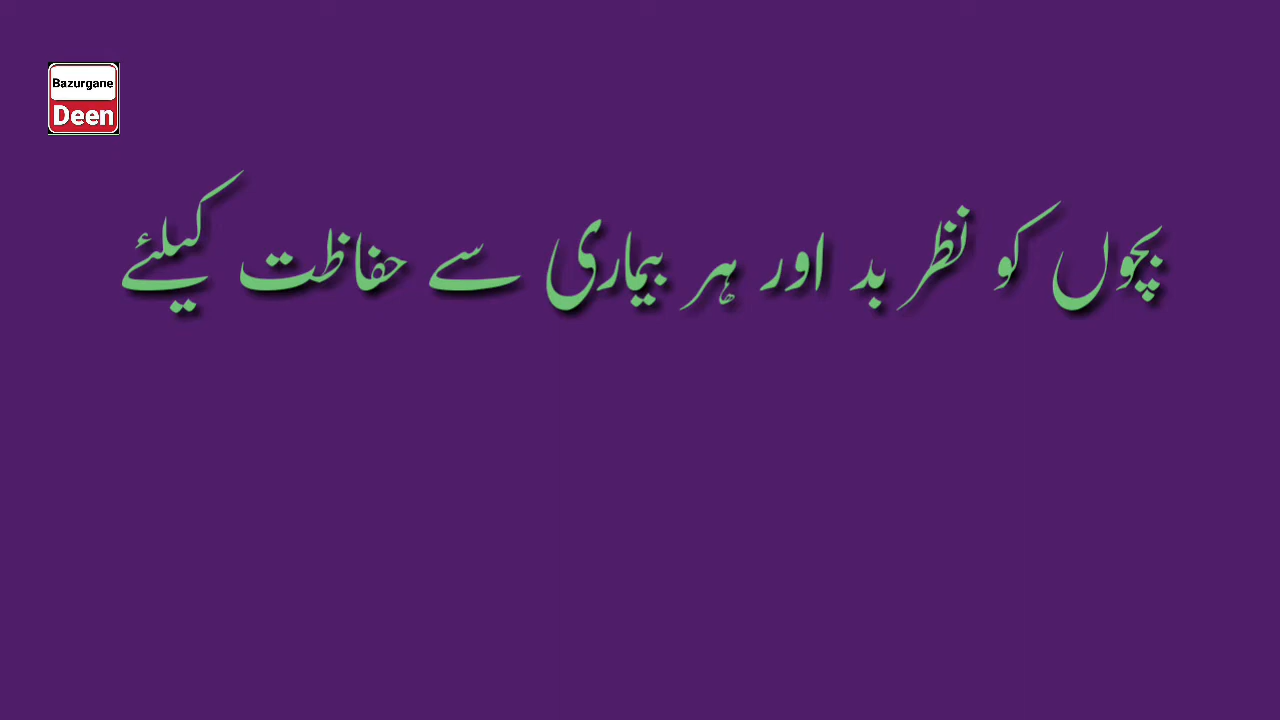 Bazurgane
Deen
بچوں کو نظر بد اور ہر بیماری سے حفاظت کیلئے